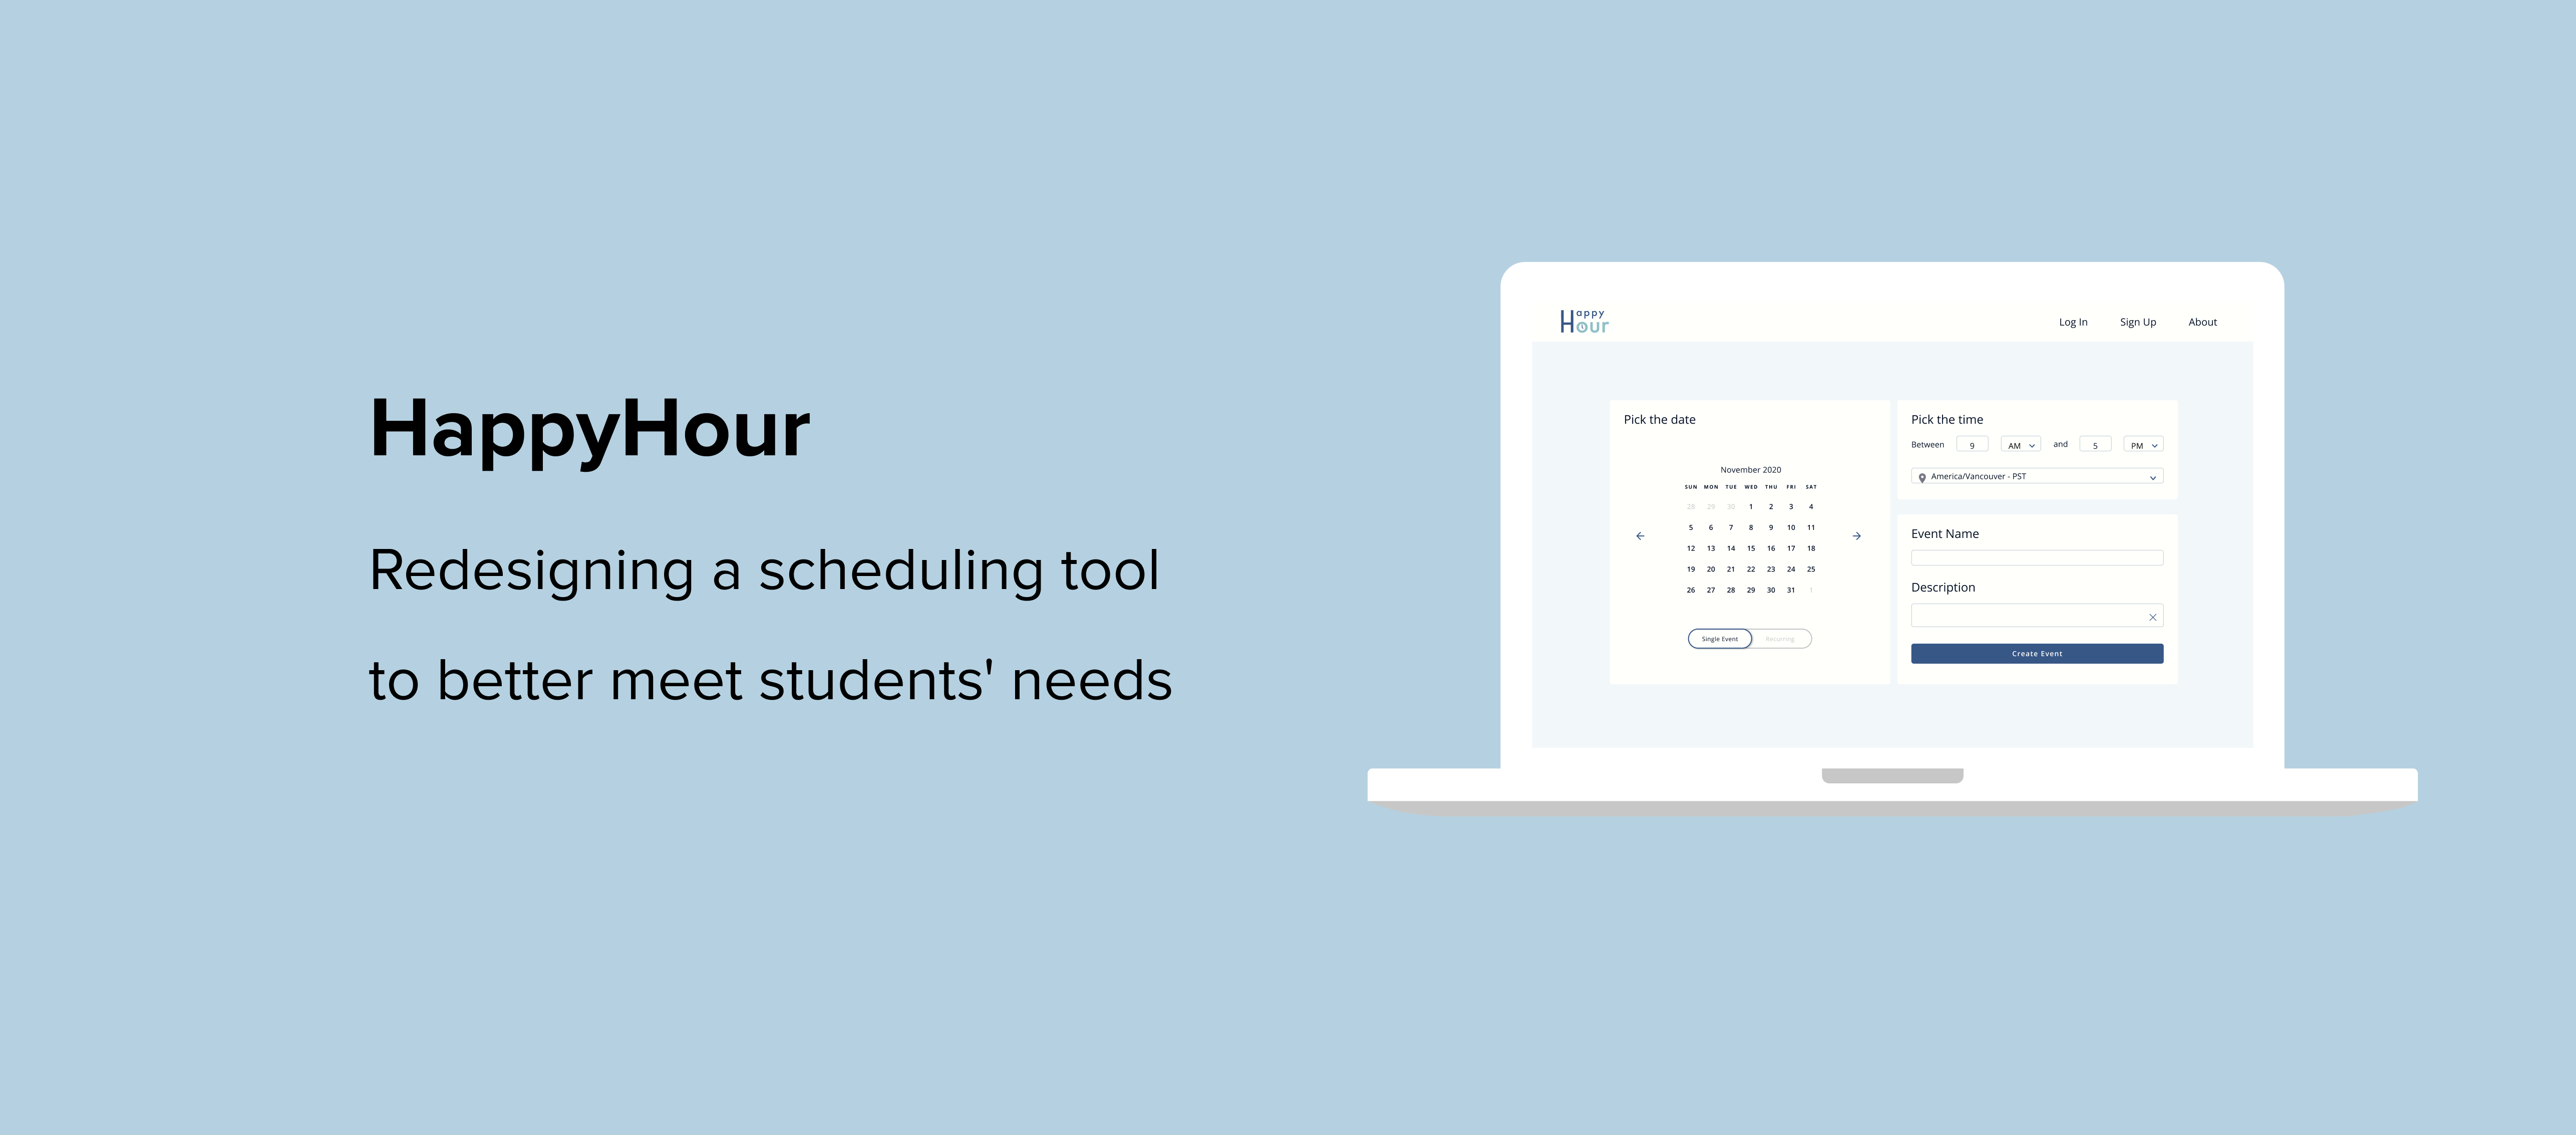 HappyHour
Redesigning a scheduling tool
to better meet students' needs
Happy
Hour
Log In Sign Up About
Pick the date
November 2020
SUN MON TUE WED THU FRI SAT
28 29 30 1 2 3 4
5 6 7 8 9 10 11
12 13 14 15 16 17 18
19 20 21 22 23 24 25
26 27 28 29 30 31 1
Single Event Recurring
Pick the time
Between 9 AM and 5 PM
America/Vancouver - PST
Event Name
Description
Create Event